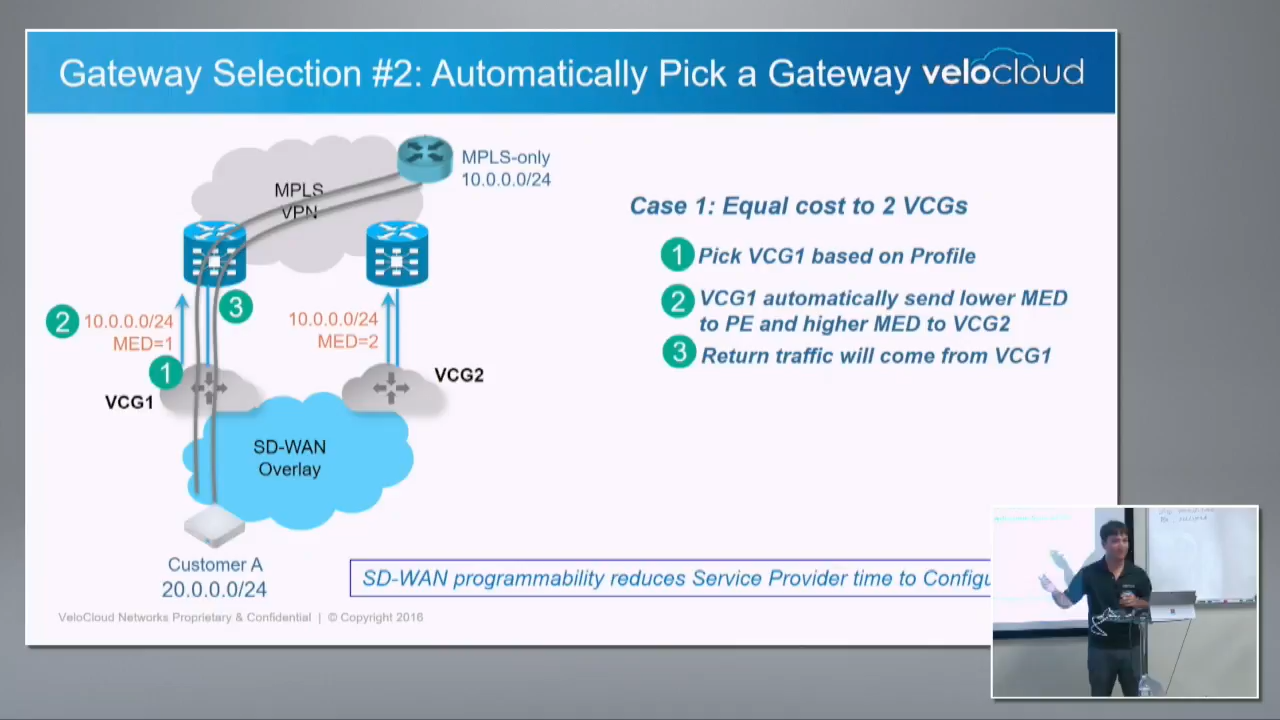 Gateway Selection #2: Automatically Pick a Gateway
velocloud
MPLS-only
10.0.0.0/24
MPLS
VPN
Case 1: Equal cost to 2 VCGs
1 Pick VCG1 based on Profile
2 VCG1 automatically send lower MED
to PE and higher MED to VCG2
3 Return traffic will come from VCG1
3
2
10.0.0.0/24
MED=1
10.0.0.0/24
MED=2
1
VCG1
VCG2
SD-WAN
Overlay
Customer A
20.0.0.0/24
SD-WAN programmability reduces Service Provider time to Configu
VeloCloud Networks Proprietary & Confidential | © Copyright 2016